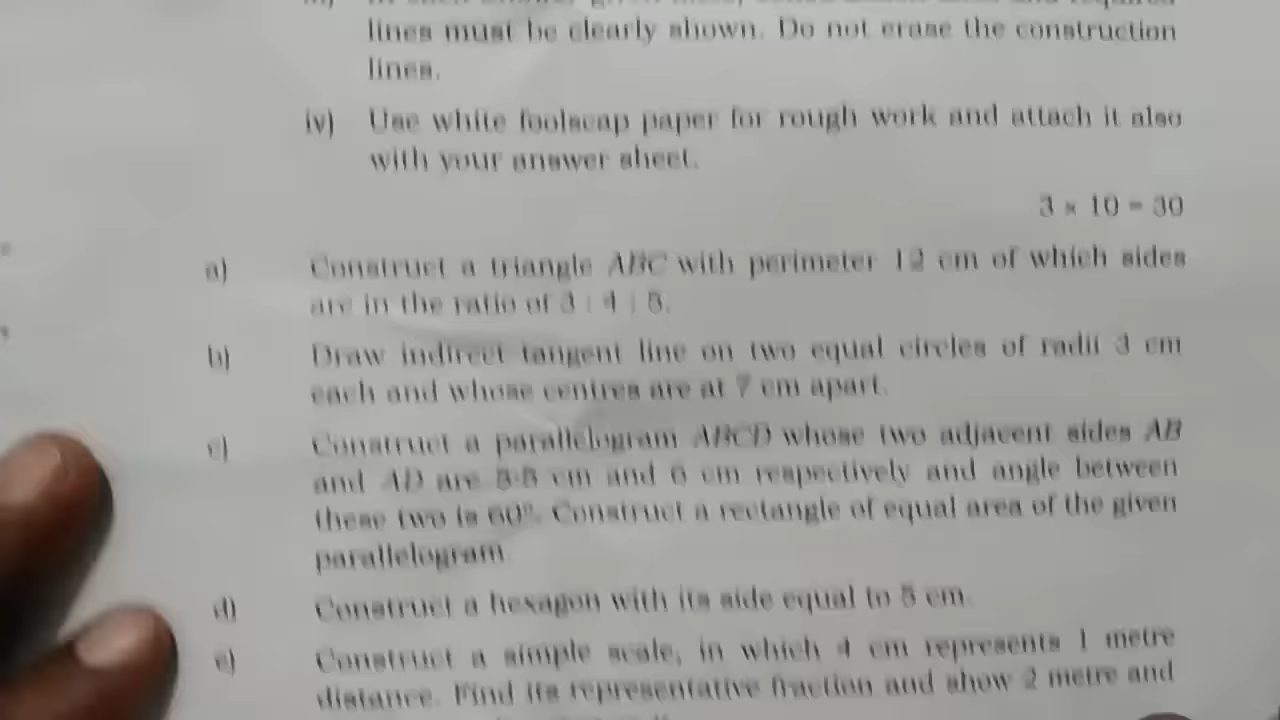 lines must be clearly shown. Do not erase the construction
lines.
iv) Use white foolscap paper for rough work and attach it also
with your answer sheet.
3 × 10 = 30
a) Construct a triangle ABC with perimeter 12 cm of which sides
are in the ratio of 3 : 4 : 5.
b) Draw indirect tangent line on two equal circles of radii 3 cm
each and whose centres are at 7 cm apart.
c) Construct a parallelogram ABCD whose two adjacent sides AB
and AD are cm and 6 cm respectively and angle between
these two is 60°. Construct a rectangle of equal area of the given
parallelogram.
d) Construct a hexagon with its side equal to 5 cm.
e) Construct a simple scale, in which 4 cm represents 1 metre
distance. Find its representative fraction and show 2 metre and